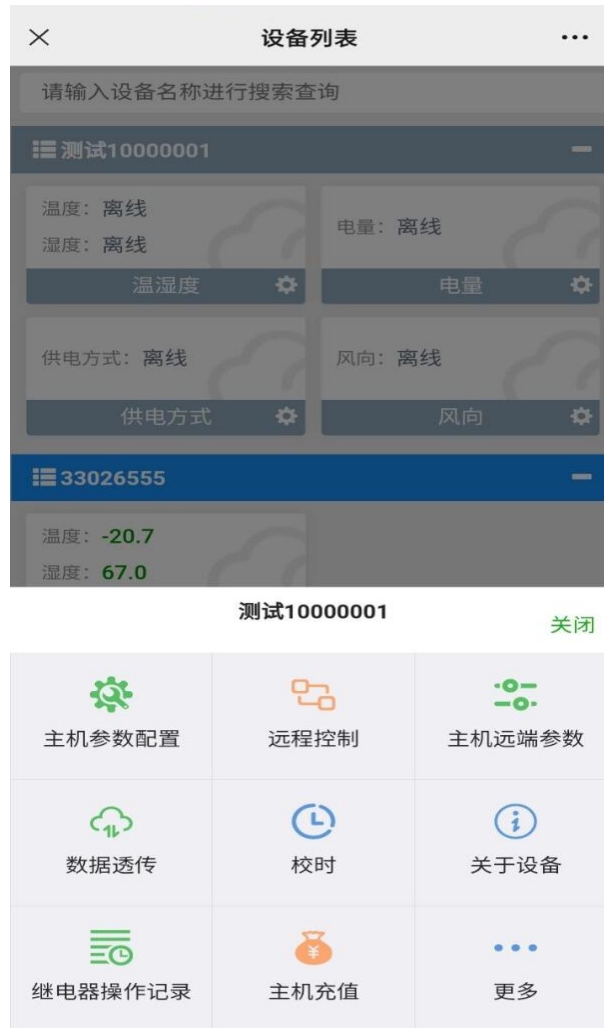 设备列表
请输入设备名称进行搜索查询
测试10000001
温度：离线
湿度：离线
温湿度
电量：离线
电量
供电方式：离线
供电方式
风向：离线
风向
33026555
温度：-20.7
湿度：67.0
测试10000001
关闭
主机参数配置
远程控制
主机远端参数
数据透传
校时
关于设备
继电器操作记录
主机充值
更多